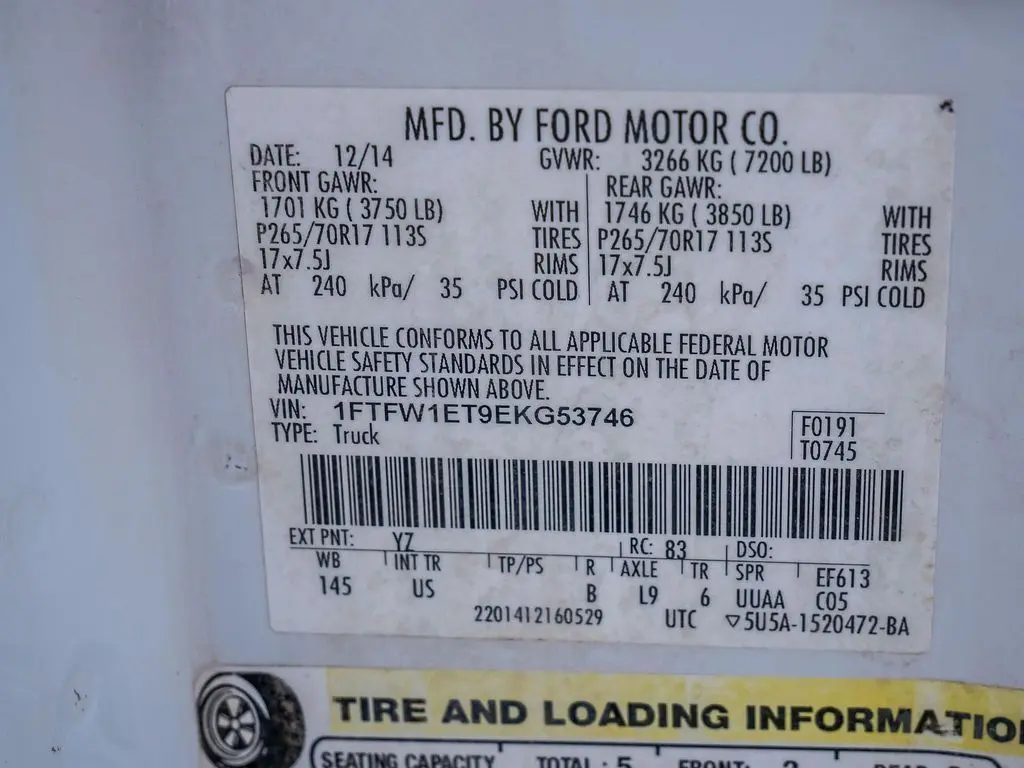 MFD. BY FORD MOTOR CO.
DATE: 12/14 GVWR: 3266 KG ( 7200 LB)
FRONT GAWR: REAR GAWR:
1701 KG ( 3750 LB) WITH 1746 KG ( 3850 LB) WITH
P265/70R17 113S TIRES P265/70R17 113S TIRES
17x7.5J RIMS 17x7.5J RIMS
AT 240 kPa/ 35 PSI COLD AT 240 kPa/ 35 PSI COLD
THIS VEHICLE CONFORMS TO ALL APPLICABLE FEDERAL MOTOR
VEHICLE SAFETY STANDARDS IN EFFECT ON THE DATE OF
MANUFACTURE SHOWN ABOVE.
VIN: 1FTFW1ET9EKG53746
F0191
TYPE: Truck
T0745
EXT PNT: YZ RC: 83 DSO:
WB INT TR TP/PS R AXLE TR SPR EF613
145 US B L9 6 UUAA C05
2201412160529 UTC ▽5U5A-1520472-BA
TIRE AND LOADING INFORMATIO
SEATING CAPACITY TOTAL : 5 FRONT: